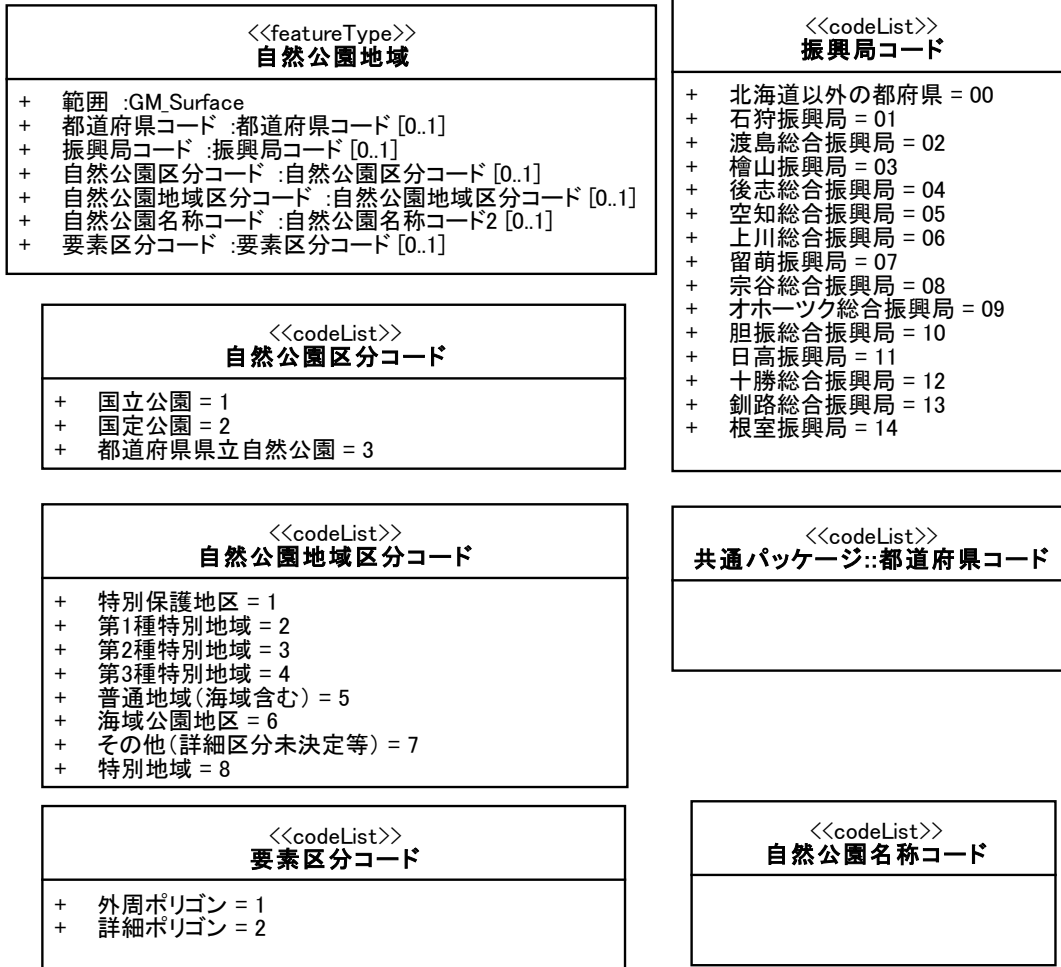 <<featureType>>
自然公園地域
+ 範囲 :GM_Surface
+ 都道府県コード :都道府県コード [0..1]
+ 振興局コード :振興局コード [0..1]
+ 自然公園区分コード :自然公園区分コード [0..1]
+ 自然公園地域区分コード :自然公園地域区分コード [0..1]
+ 自然公園名称コード :自然公園名称コード2 [0..1]
+ 要素区分コード :要素区分コード [0..1]
<<codeList>>
振興局コード
+ 北海道以外の都府県 = 00
+ 石狩振興局 = 01
+ 渡島総合振興局 = 02
+ 檜山振興局 = 03
+ 後志総合振興局 = 04
+ 空知総合振興局 = 05
+ 上川総合振興局 = 06
+ 留萌振興局 = 07
+ 宗谷総合振興局 = 08
+ オホーツク総合振興局 = 09
+ 胆振総合振興局 = 10
+ 日高振興局 = 11
+ 十勝総合振興局 = 12
+ 釧路総合振興局 = 13
+ 根室振興局 = 14
<<codeList>>
自然公園区分コード
+ 国立公園 = 1
+ 国定公園 = 2
+ 都道府県県立自然公園 = 3
<<codeList>>
自然公園地域区分コード
+ 特別保護地区 = 1
+ 第1種特別地域 = 2
+ 第2種特別地域 = 3
+ 第3種特別地域 = 4
+ 普通地域（海域含む） = 5
+ 海域公園地区 = 6
+ その他（詳細区分未決定等） = 7
+ 特別地域 = 8
<<codeList>>
共通パッケージ::都道府県コード
<<codeList>>
要素区分コード
+ 外周ポリゴン = 1
+ 詳細ポリゴン = 2
<<codeList>>
自然公園名称コード